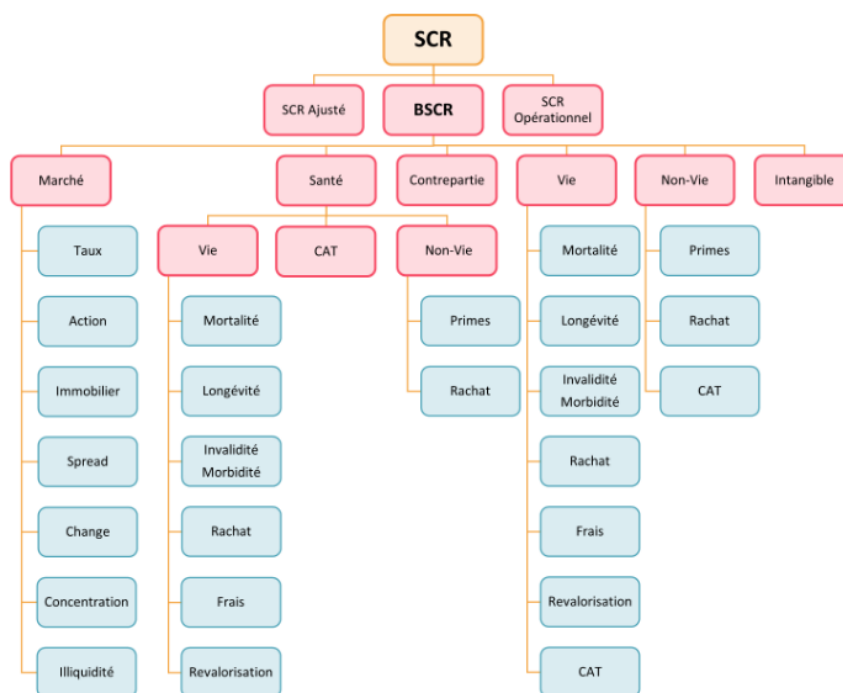 SCR
SCR Ajusté
BSCR
SCR
Opérationnel
Marché
Santé
Contrepartie
Vie
Non-Vie
Intangible
Taux
Vie
CAT
Non-Vie
Mortalité
Primes
Action
Mortalité
Primes
Longévité
Rachat
Immobilier
Longévité
Rachat
Invalidité
Morbidité
CAT
Spread
Invalidité
Morbidité
Rachat
Change
Rachat
Frais
Concentration
Frais
Revalorisation
Illiquidité
Revalorisation
CAT